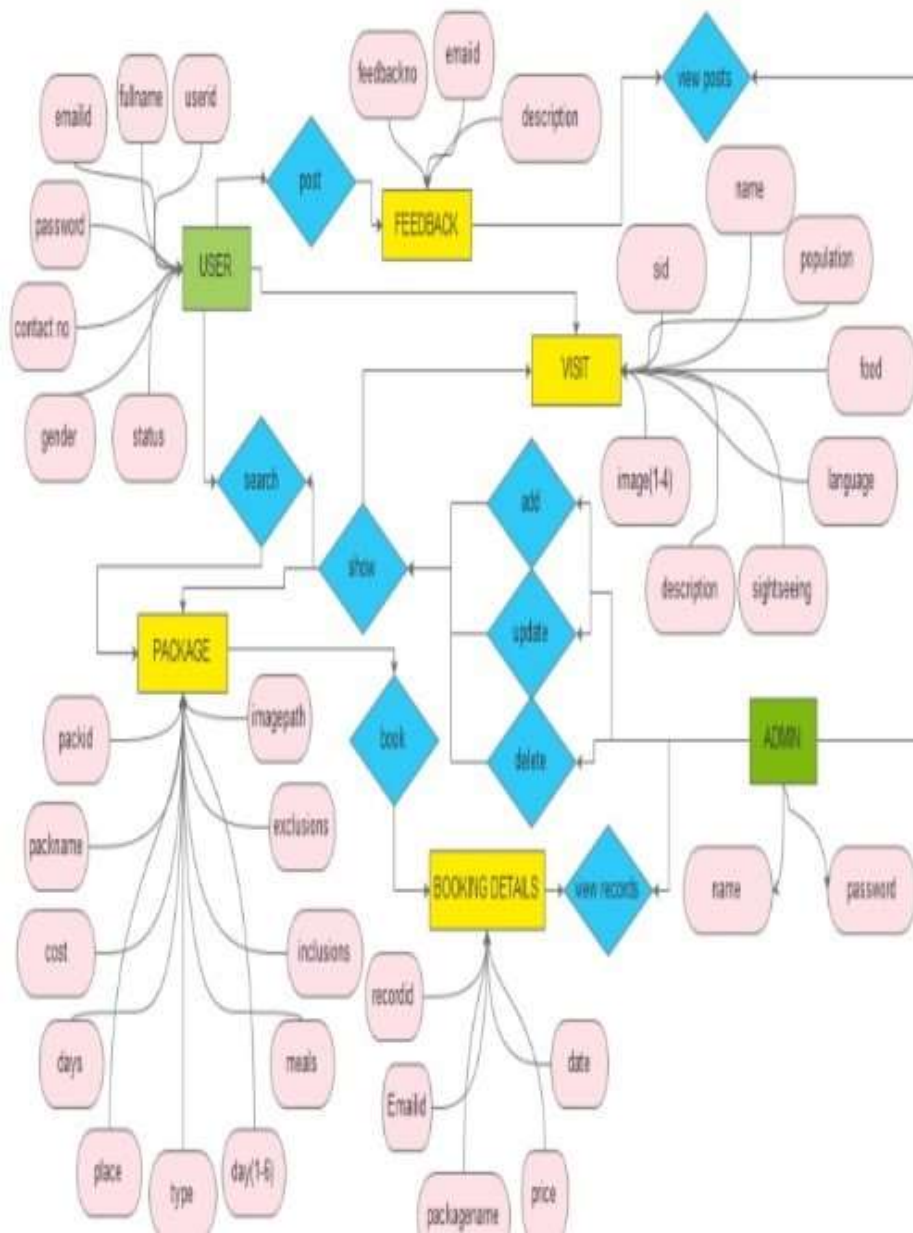 emailid
fullname
userid
password
contact no
gender
status
USER
post
feedbackno
emaiid
description
FEEDBACK
view posts
name
sid
population
food
language
sightseeing
description
image(1-4)
VISIT
search
show
add
update
delete
PACKAGE
packid
imagepath
packname
exclusions
cost
inclusions
days
meals
place
type
day(1-6)
book
BOOKING DETAILS
view records
ADMIN
name
password
recordid
date
Emailid
packagename
price